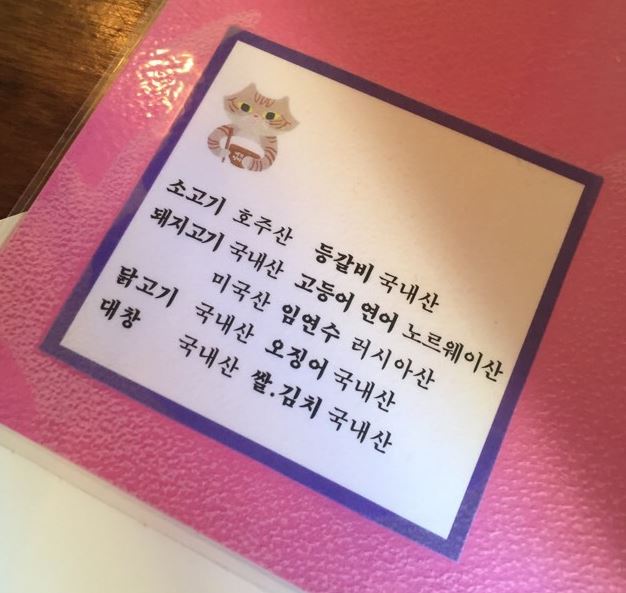 소고기 호주산 등갈비 국내산
돼지고기 국내산 고등어 연어 노르웨이산
미국산 임연수 러시아산
닭고기 국내산 오징어 국내산
대창 국내산 쌀.김치 국내산